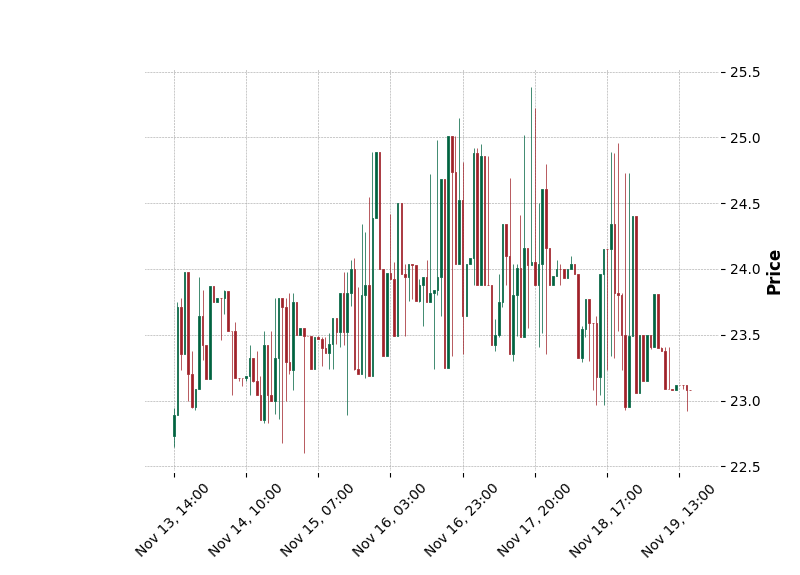 25.5
25.0
24.5
24.0
23.5
23.0
22.5
Price
Nov 13, 14:00
Nov 14, 10:00
Nov 15, 07:00
Nov 16, 03:00
Nov 16, 23:00
Nov 17, 20:00
Nov 18, 17:00
Nov 19, 13:00